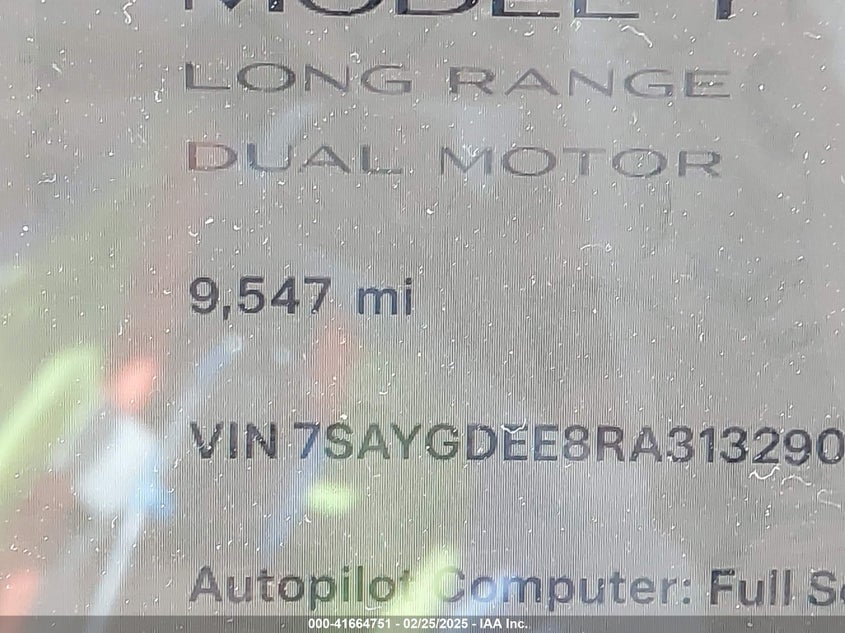 MODEL Y
LONG RANGE
DUAL MOTOR
9,547 mi
VIN 7SAYGDEE8RA313290
Autopilot Computer: Full S
000-41664751 - 02/25/2025 - IAA Inc.